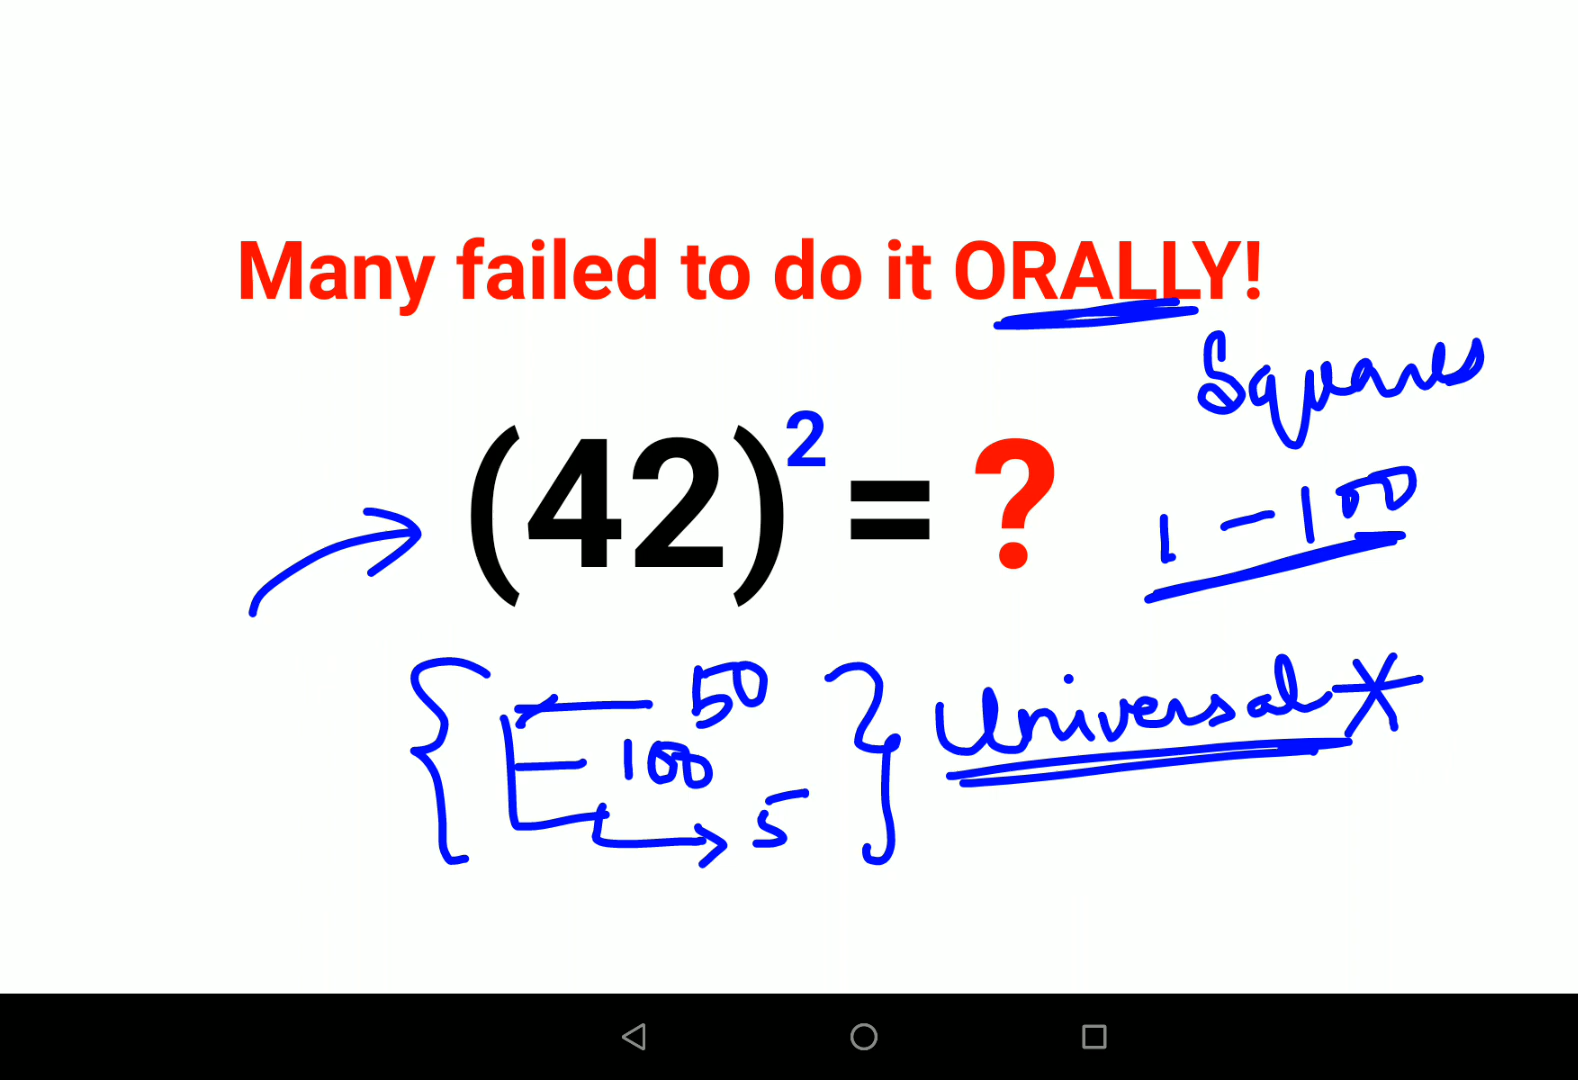 Many failed to do it ORALLY!
Squares
(42)² = ?
1 - 100
50
Universal *
100
5